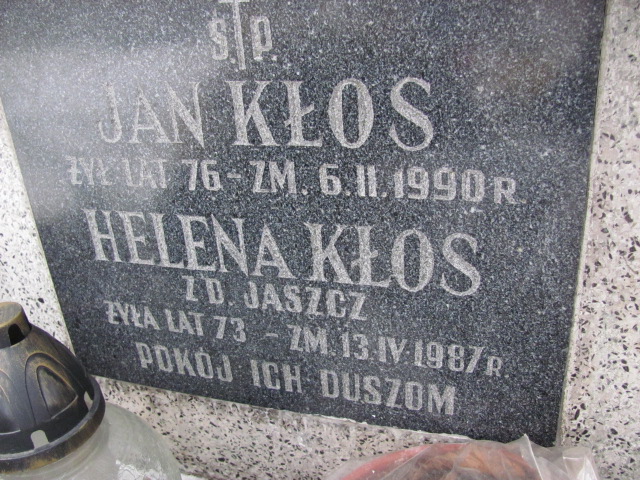 Ś.P.
JAN KŁOS
ŻYŁ LAT 76 - ZM. 6.II.1990 R.
HELENA KŁOS
Z D. JASZCZ
ŻYŁA LAT 73 - ZM. 13.IV 1987 R.
POKÓJ ICH DUSZOM